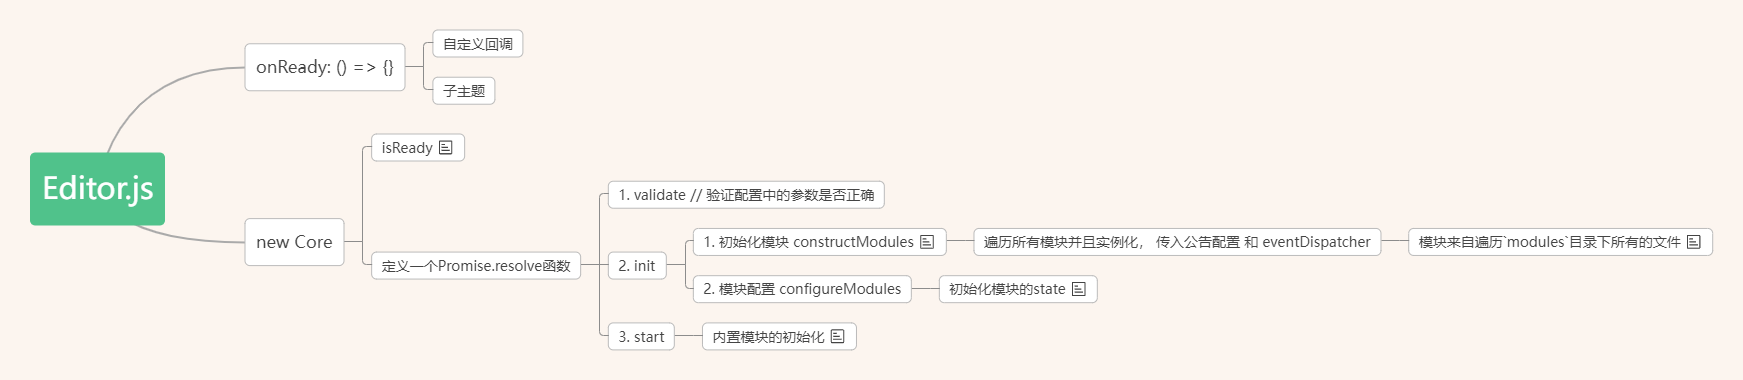 Editor.js
onReady: () => {}
自定义回调
子主题
new Core
isReady
定义一个Promise.resolve函数
1. validate // 验证配置中的参数是否正确
2. init
1. 初始化模块 constructModules
遍历所有模块并且实例化， 传入公告配置 和 eventDispatcher
模块来自遍历`modules`目录下所有的文件
2. 模块配置 configureModules
初始化模块的state
3. start
内置模块的初始化